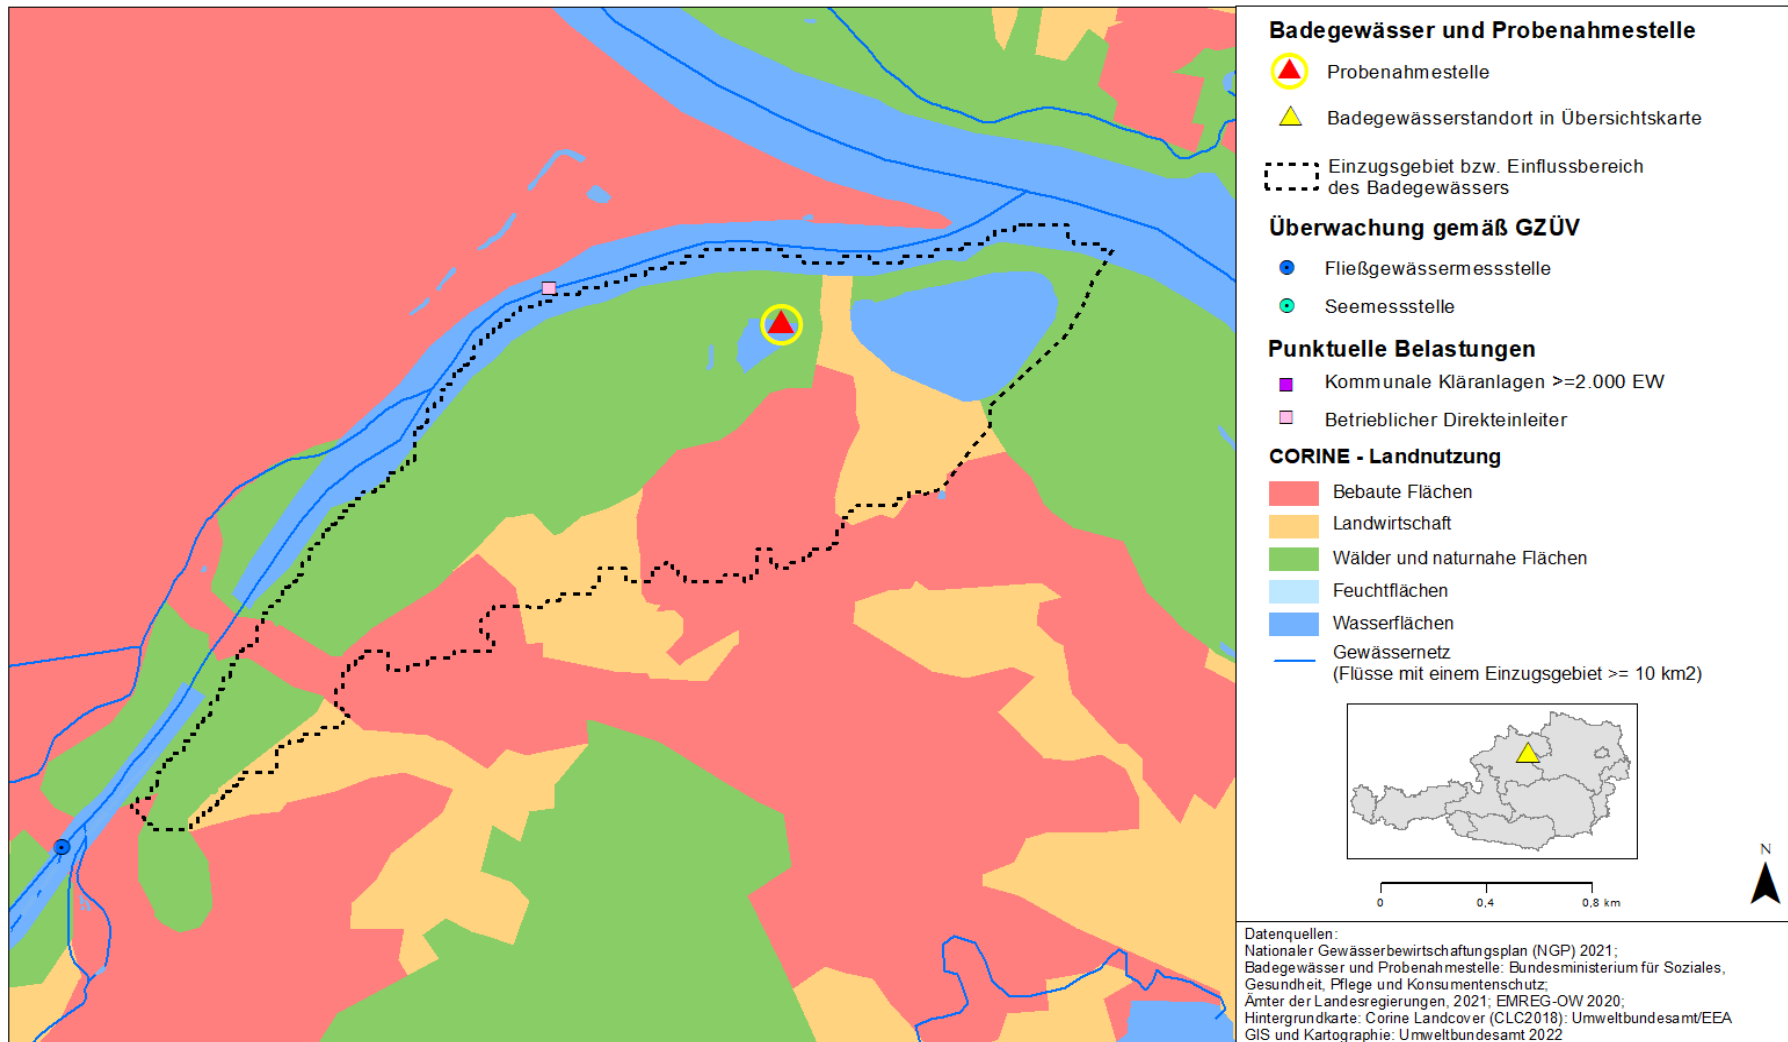 Badegewässer und Probenahmestelle
Probenahmestelle
Badegewässerstandort in Übersichtskarte
Einzugsgebiet bzw. Einflussbereich
des Badegewässers
Überwachung gemäß GZÜV
Fließgewässermessstelle
Seemessstelle
Punktuelle Belastungen
Kommunale Kläranlagen >=2.000 EW
Betrieblicher Direkteinleiter
CORINE - Landnutzung
Bebaute Flächen
Landwirtschaft
Wälder und naturnahe Flächen
Feuchtflächen
Wasserflächen
Gewässernetz
(Flüsse mit einem Einzugsgebiet >= 10 km2)
N
0 0,4 0,8 km
Datenquellen:
Nationaler Gewässerbewirtschaftungsplan (NGP) 2021;
Badegewässer und Probenahmestelle: Bundesministerium für Soziales,
Gesundheit, Pflege und Konsumentenschutz;
Ämter der Landesregierungen, 2021; EMREG-OW 2020;
Hintergrundkarte: Corine Landcover (CLC2018): Umweltbundesamt/EEA
GIS und Kartographie: Umweltbundesamt 2022